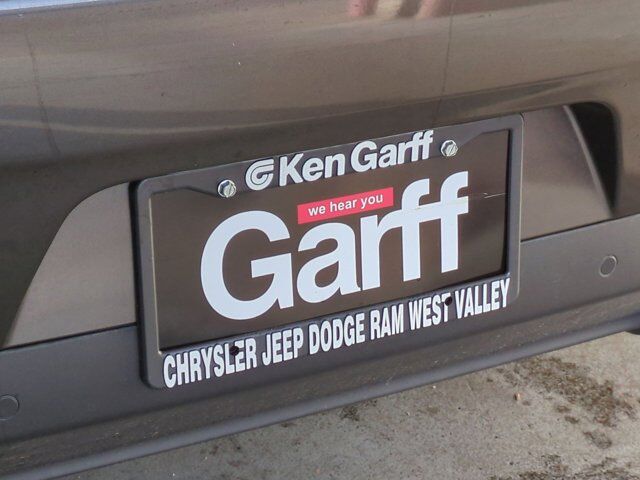 Ken Garff
we hear you
Garff
CHRYSLER JEEP DODGE RAM WEST VALLEY